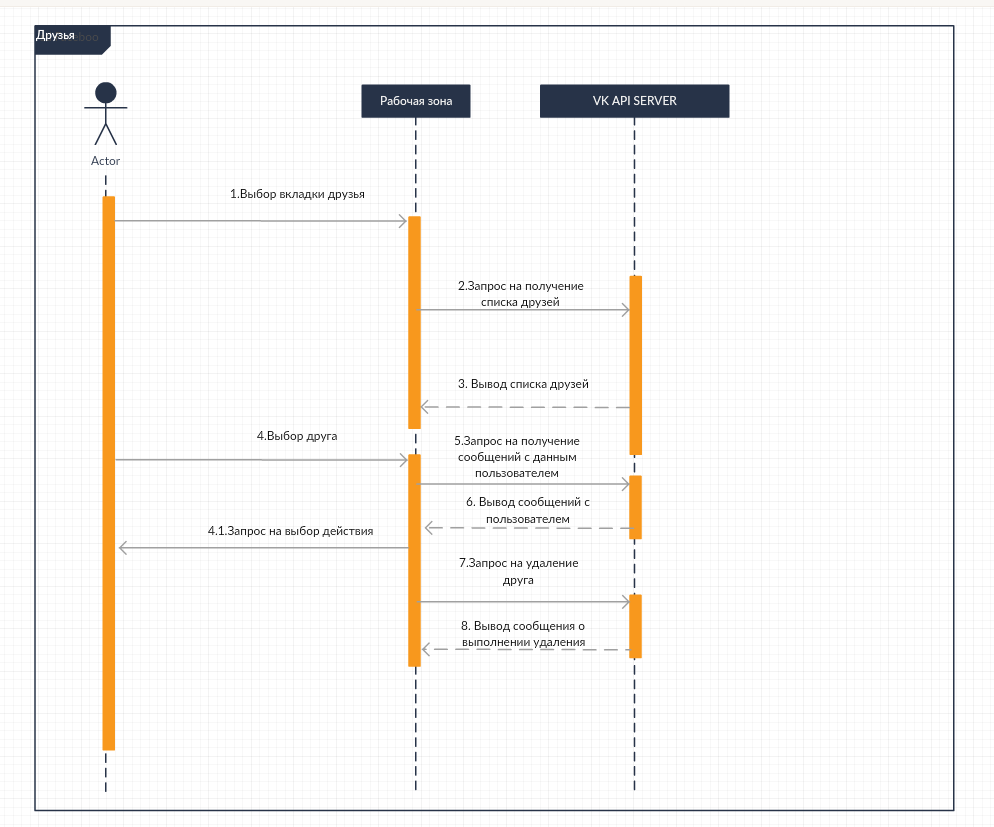 Друзья
Рабочая зона
VK API SERVER
Actor
1.Выбор вкладки друзья
2.Запрос на получение
списка друзей
3. Вывод списка друзей
4.Выбор друга
5.Запрос на получение
сообщений с данным
пользователем
6. Вывод сообщений с
пользователем
4.1.Запрос на выбор действия
7.Запрос на удаление
друга
8. Вывод сообщения о
выполнении удаления